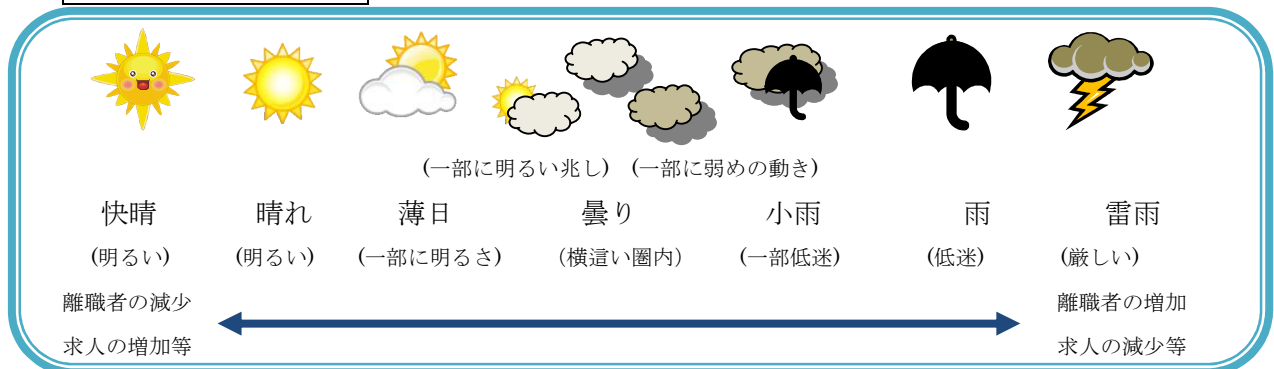 (一部に明るい兆し) (一部に弱めの動き)
快晴 晴れ 薄日 曇り 小雨 雨 雷雨
(明るい) (明るい) (一部に明るさ) (横這い圏内) (一部低迷) (低迷) (厳しい)
離職者の減少 離職者の増加
求人の増加等 求人の減少等